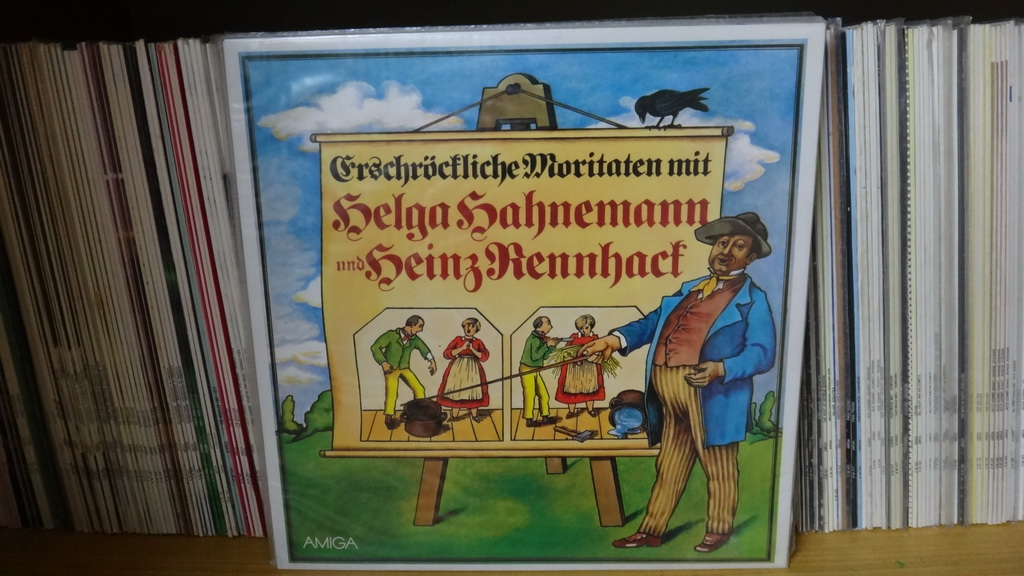 Erschröckliche Moritaten mit
Helga Hahnemann
und Heinz Rennhack
AMIGA